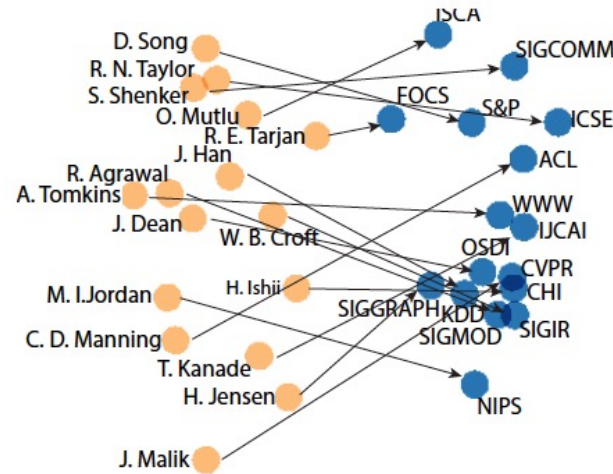 ISCA
D. Song
SIGCOMM
R. N. Taylor
S. Shenker
FOCS
S&P
O. Mutlu
ICSE
R. E. Tarjan
J. Han
ACL
R. Agrawal
A. Tomkins
WWW
J. Dean
W. B. Croft
IJCAI
OSDI
CVPR
H. Ishii
CHI
M. I.Jordan
SIGGRAPH
KDD
SIGMOD
SIGIR
C. D. Manning
T. Kanade
H. Jensen
NIPS
J. Malik